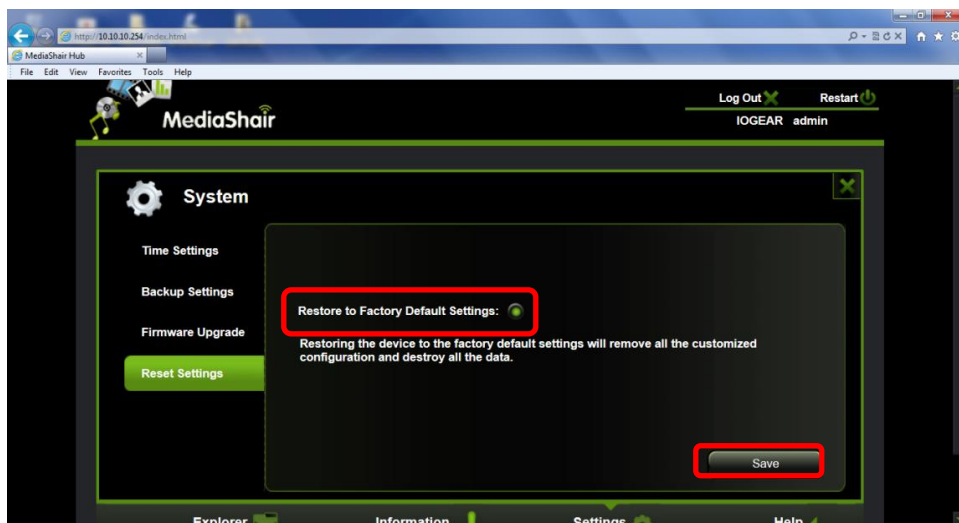 http://10.10.10.254/index.html
MediaShair Hub
File Edit View Favorites Tools Help
MediaShair
Log Out Restart
IOGEAR admin
System
Time Settings
Backup Settings
Firmware Upgrade
Reset Settings
Restore to Factory Default Settings:
Restoring the device to the factory default settings will remove all the customized
configuration and destroy all the data.
Save
Explorer Information Settings Help